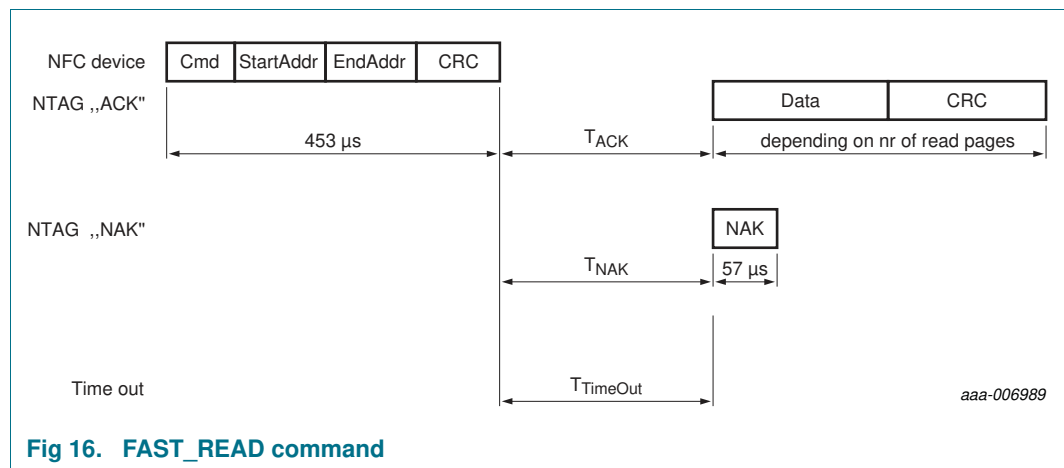 NFC device Cmd StartAddr EndAddr CRC
NTAG ,,ACK" Data CRC
453 µs TACK depending on nr of read pages
NTAG ,,NAK" NAK
TNAK 57 µs
Time out TTimeOut aaa-006989
Fig 16. FAST_READ command